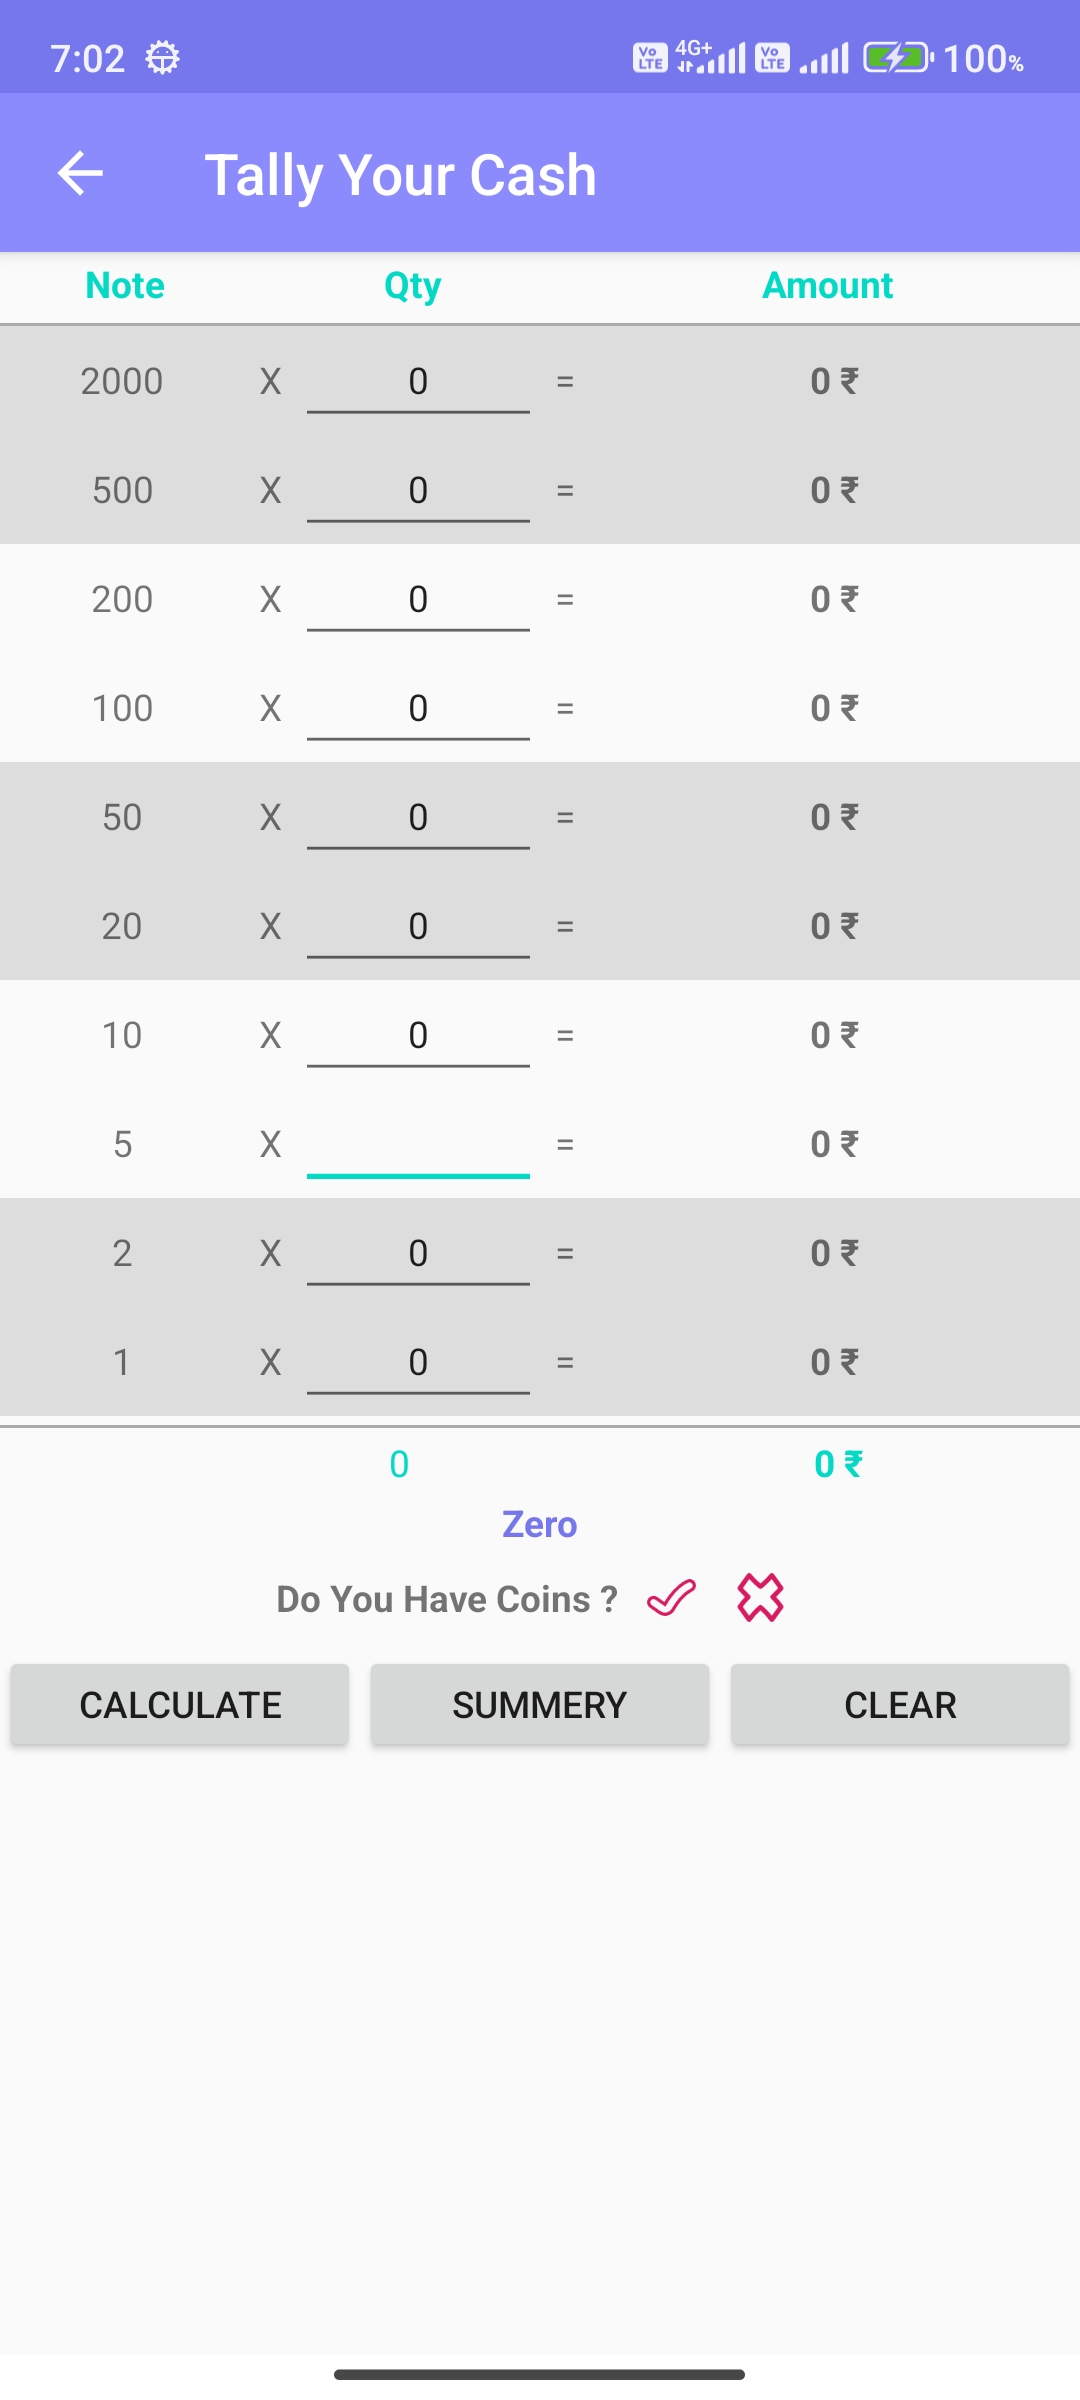 7:02 Vo LTE 4G+ Vo LTE 100%
Tally Your Cash
Note Qty Amount
2000 X 0 = 0 ₹
500 X 0 = 0 ₹
200 X 0 = 0 ₹
100 X 0 = 0 ₹
50 X 0 = 0 ₹
20 X 0 = 0 ₹
10 X 0 = 0 ₹
5 X = 0 ₹
2 X 0 = 0 ₹
1 X 0 = 0 ₹
0 0 ₹
Zero
Do You Have Coins ?
CALCULATE SUMMERY CLEAR